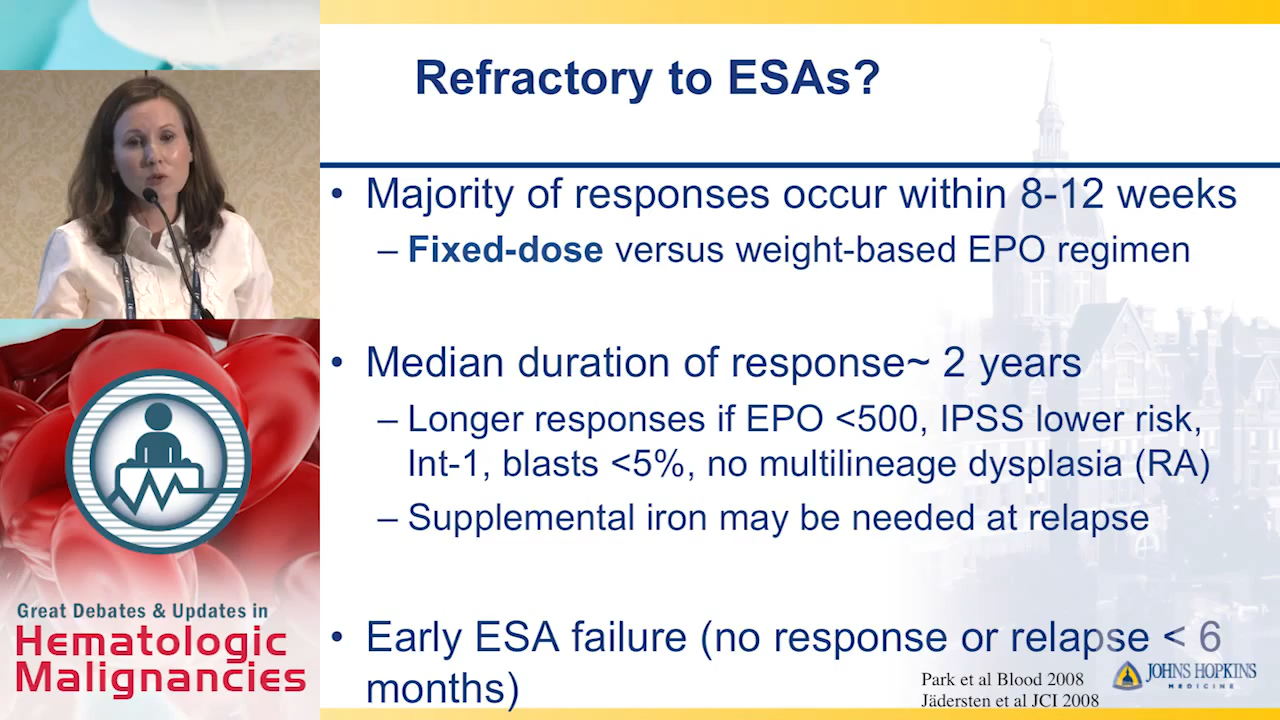 Refractory to ESAs?
• Majority of responses occur within 8-12 weeks
– Fixed-dose versus weight-based EPO regimen
• Median duration of response~ 2 years
– Longer responses if EPO <500, IPSS lower risk,
Int-1, blasts <5%, no multilineage dysplasia (RA)
– Supplemental iron may be needed at relapse
• Early ESA failure (no response or relapse < 6
months)
Park et al Blood 2008
Jädersten et al JCI 2008
JOHNS HOPKINS
MEDICINE
Great Debates & Updates in
Hematologic
Malignancies